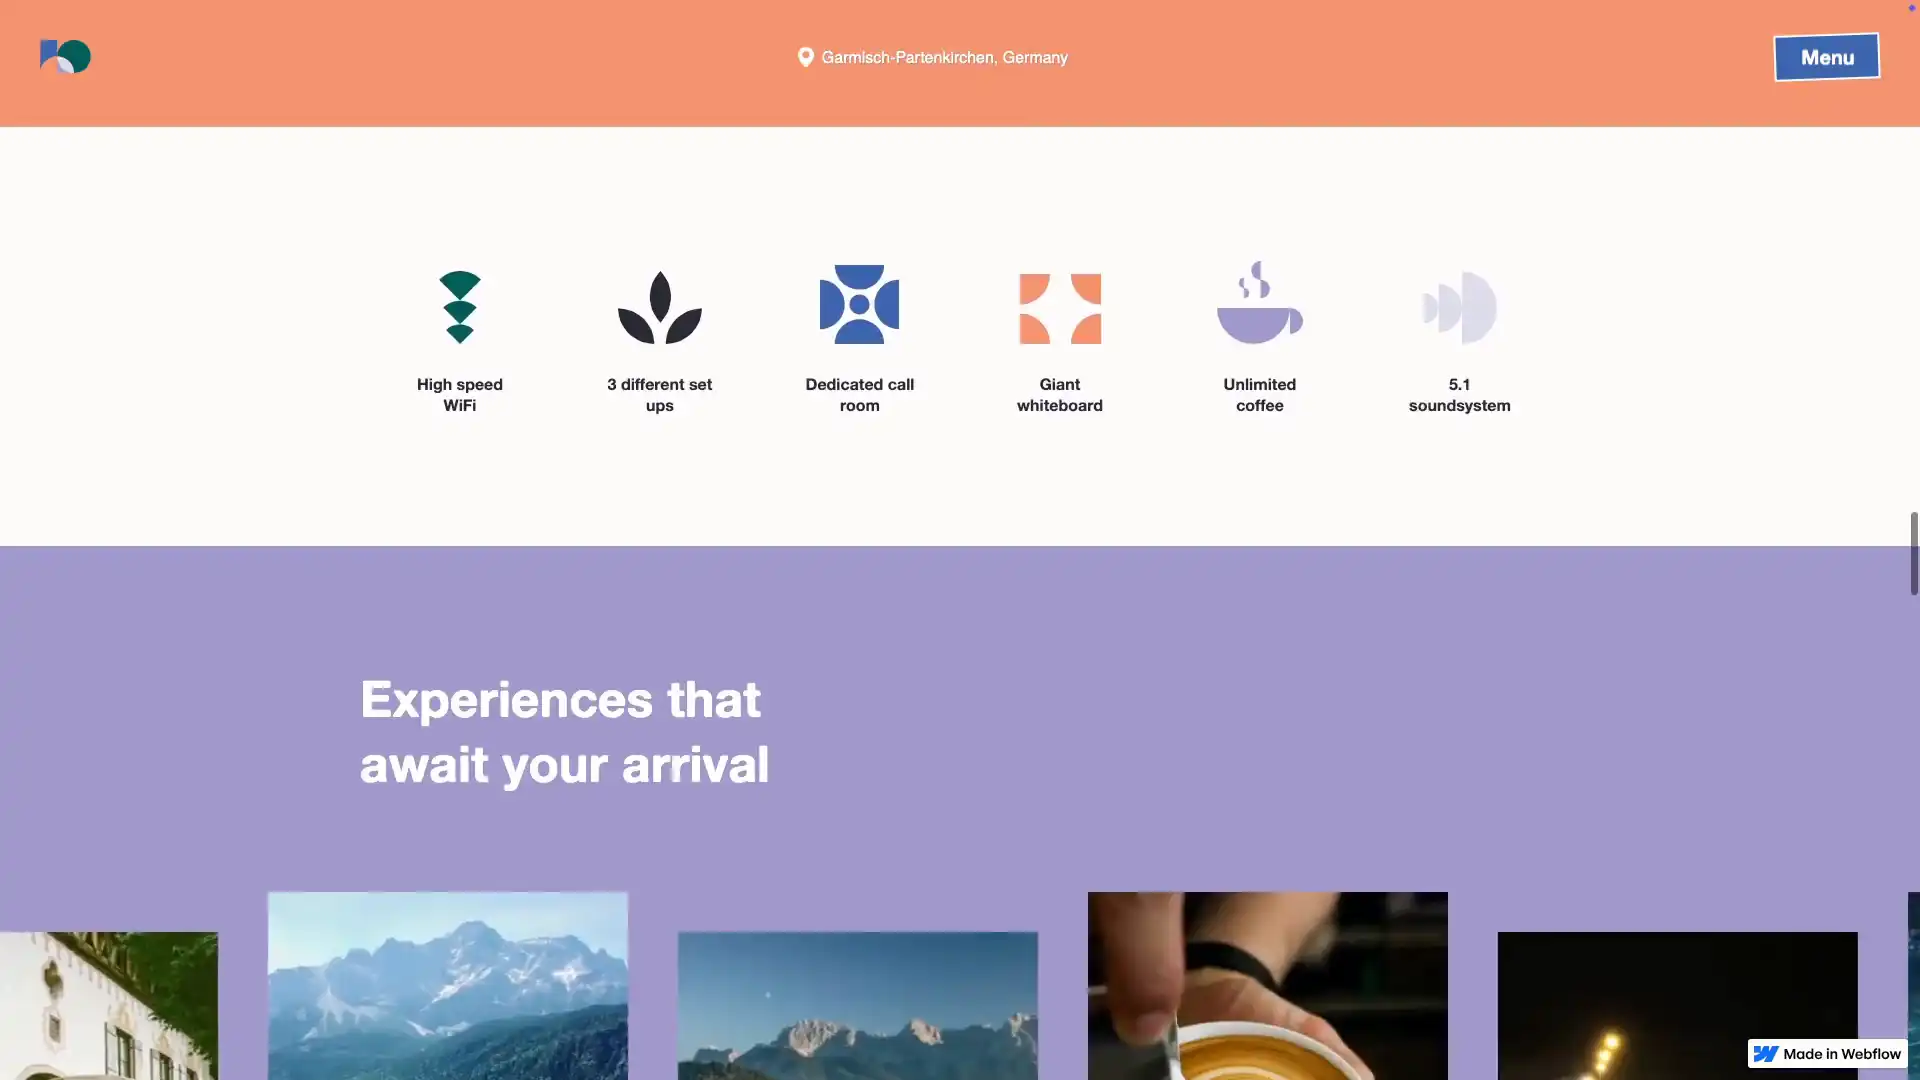 Garmisch-Partenkirchen, Germany
Menu
High speed
WiFi
3 different set
ups
Dedicated call
room
Giant
whiteboard
Unlimited
coffee
5.1
soundsystem
Experiences that
await your arrival
Made in Webflow